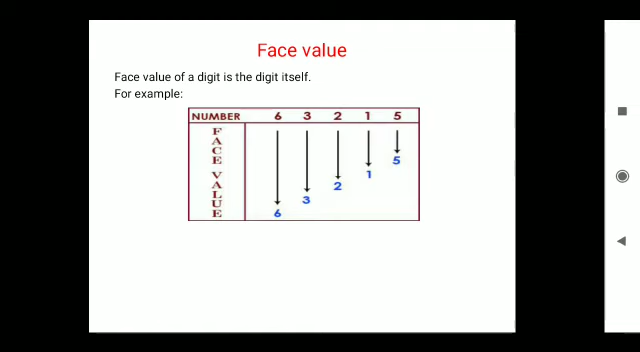 Face value
Face value of a digit is the digit itself.
For example:
NUMBER 6 3 2 1 5
FACE VALUE
5
1
2
3
6